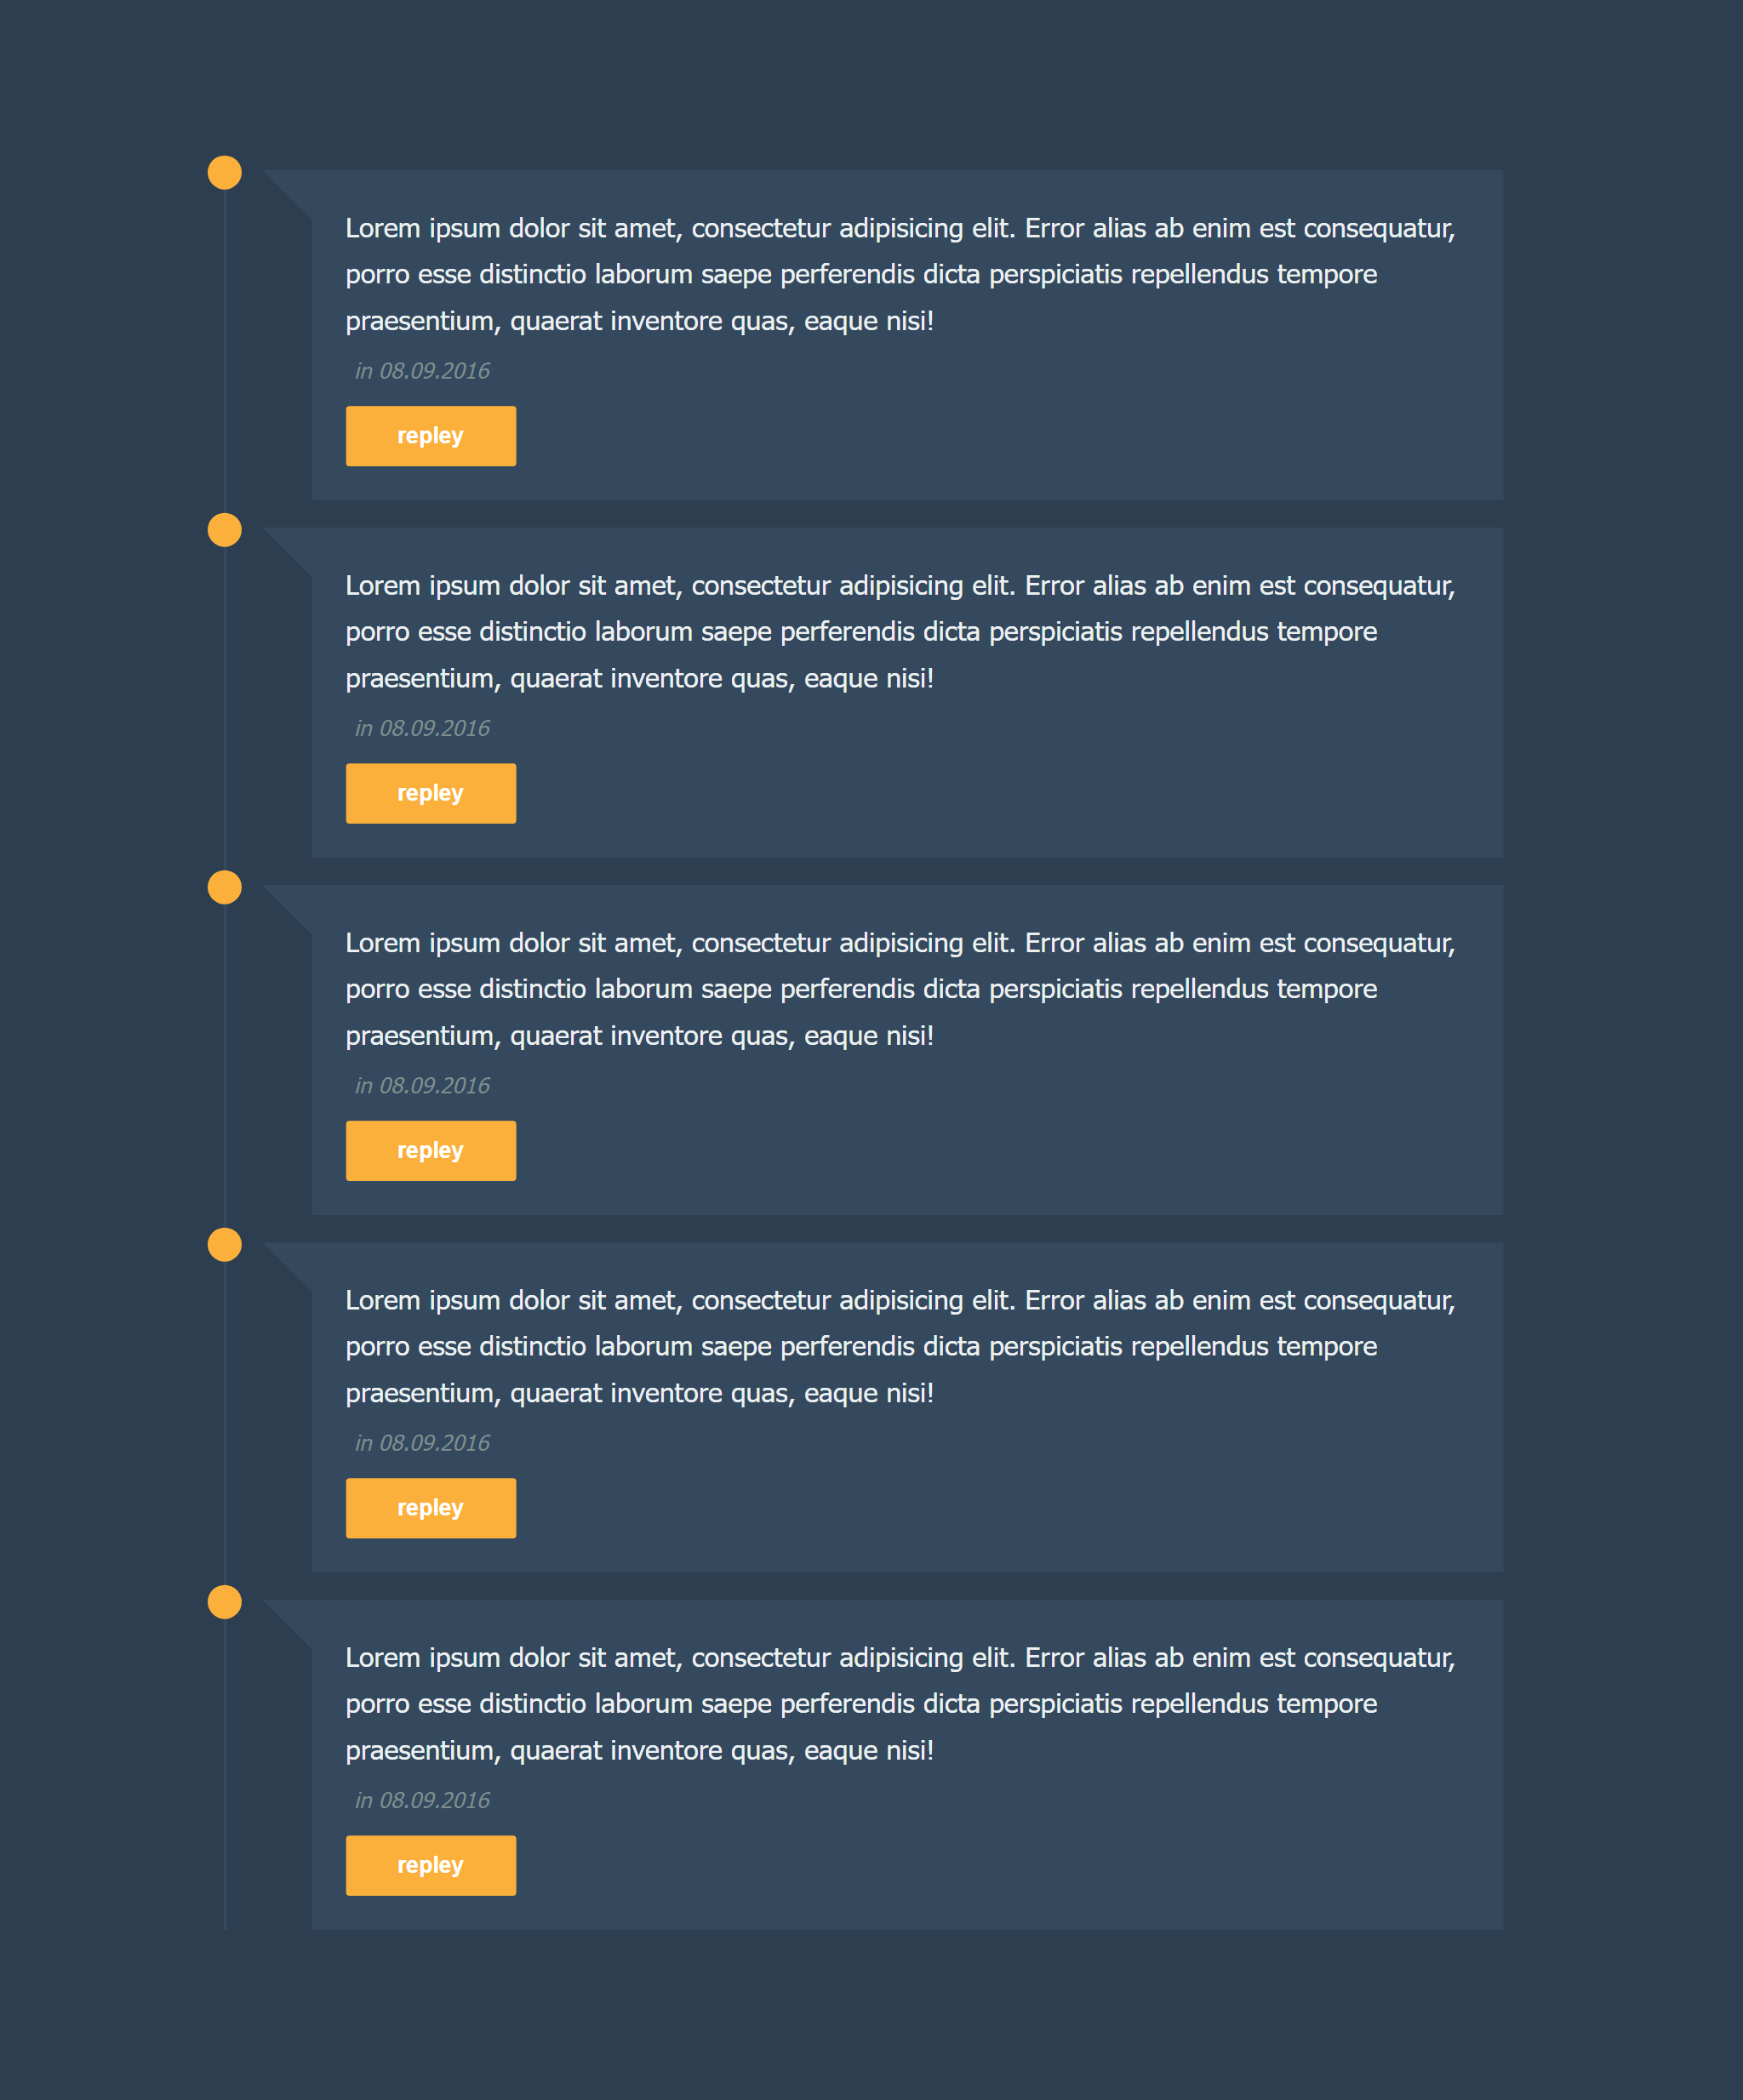 Lorem ipsum dolor sit amet, consectetur adipisicing elit. Error alias ab enim est consequatur,
porro esse distinctio laborum saepe perferendis dicta perspiciatis repellendus tempore
praesentium, quaerat inventore quas, eaque nisi!
in 08.09.2016
repley
Lorem ipsum dolor sit amet, consectetur adipisicing elit. Error alias ab enim est consequatur,
porro esse distinctio laborum saepe perferendis dicta perspiciatis repellendus tempore
praesentium, quaerat inventore quas, eaque nisi!
in 08.09.2016
repley
Lorem ipsum dolor sit amet, consectetur adipisicing elit. Error alias ab enim est consequatur,
porro esse distinctio laborum saepe perferendis dicta perspiciatis repellendus tempore
praesentium, quaerat inventore quas, eaque nisi!
in 08.09.2016
repley
Lorem ipsum dolor sit amet, consectetur adipisicing elit. Error alias ab enim est consequatur,
porro esse distinctio laborum saepe perferendis dicta perspiciatis repellendus tempore
praesentium, quaerat inventore quas, eaque nisi!
in 08.09.2016
repley
Lorem ipsum dolor sit amet, consectetur adipisicing elit. Error alias ab enim est consequatur,
porro esse distinctio laborum saepe perferendis dicta perspiciatis repellendus tempore
praesentium, quaerat inventore quas, eaque nisi!
in 08.09.2016
repley